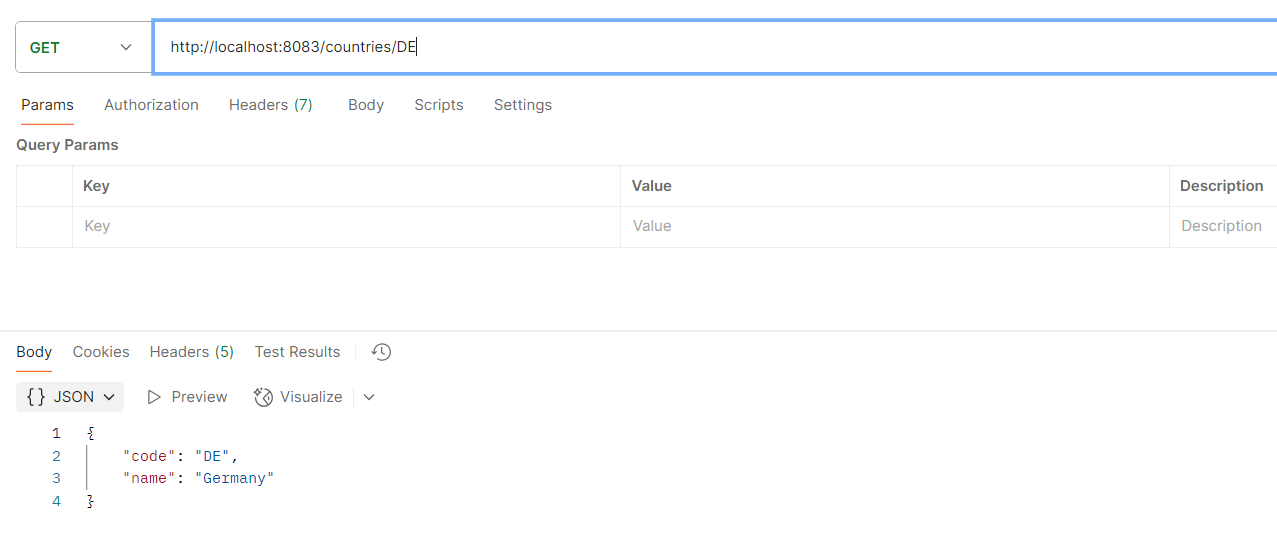 GET http://localhost:8083/countries/DE
Params Authorization Headers (7) Body Scripts Settings
Query Params
Key Value Description
Key Value Description
Body Cookies Headers (5) Test Results
{} JSON Preview Visualize
1 {
2 "code": "DE",
3 "name": "Germany"
4 }